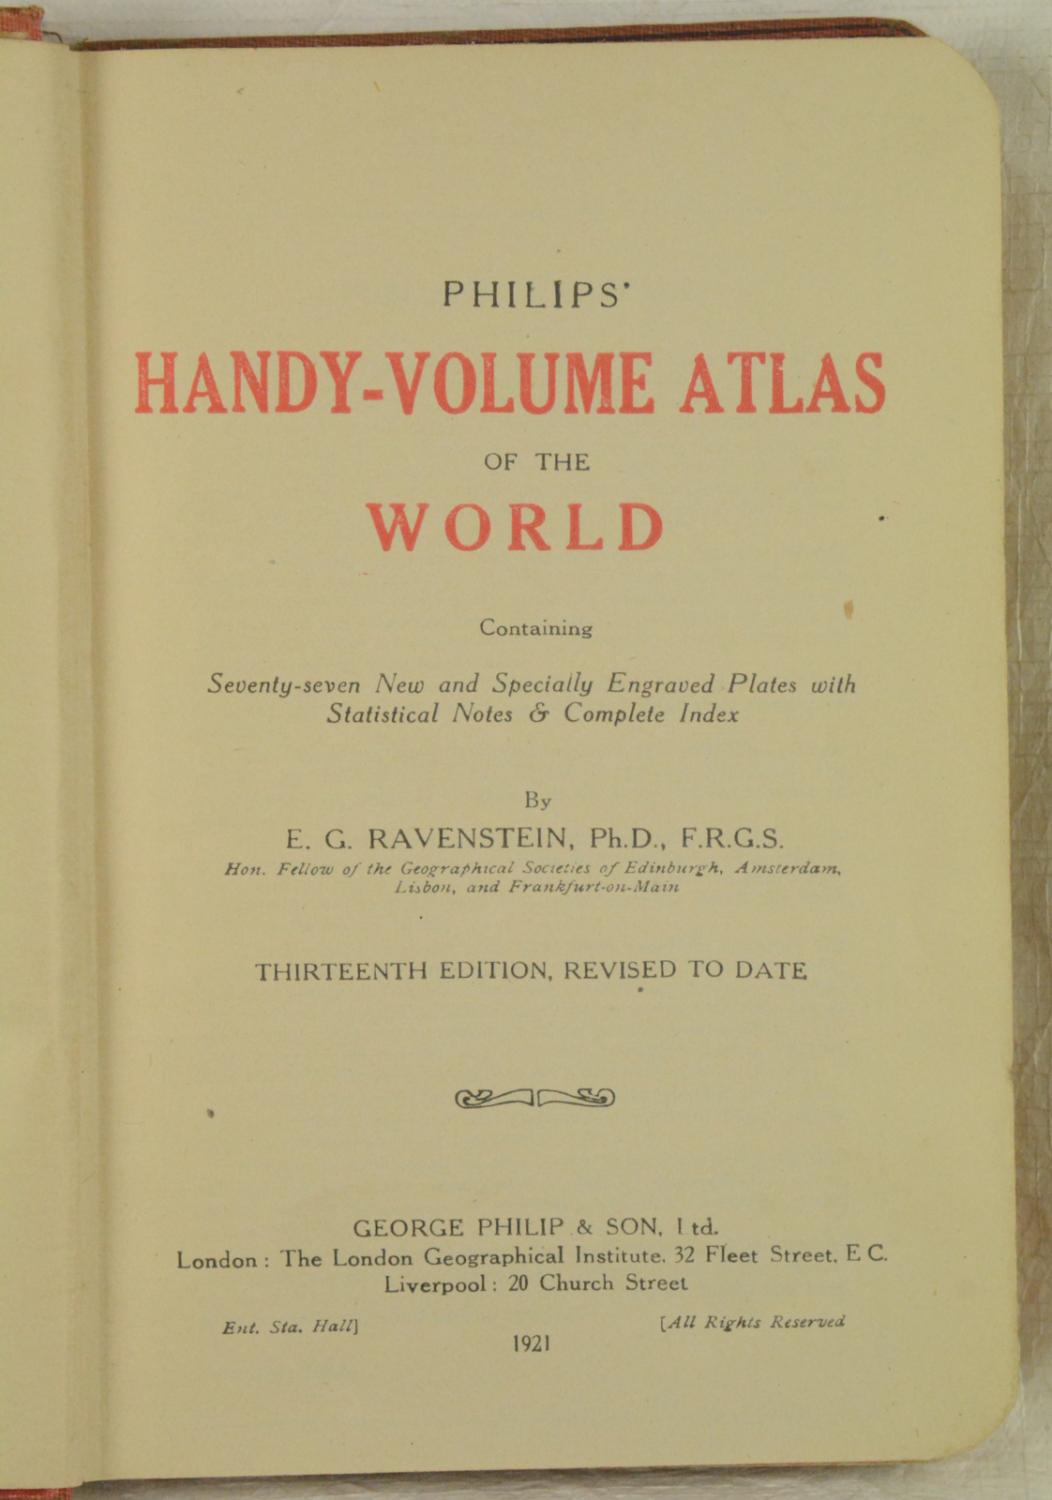 PHILIPS'
HANDY-VOLUME ATLAS
OF THE
WORLD
Containing
Seventy-seven New and Specially Engraved Plates with
Statistical Notes & Complete Index
By
E. G. RAVENSTEIN, Ph.D., F.R.G.S.
Hon. Fellow of the Geographical Societies of Edinburgh, Amsterdam,
Lisbon, and Frankfurt-on-Main
THIRTEENTH EDITION, REVISED TO DATE
GEORGE PHILIP & SON, Ltd.
London: The London Geographical Institute. 32 Fleet Street, E C.
Liverpool: 20 Church Street
Ent. Sta. Hall] [All Rights Reserved
1921